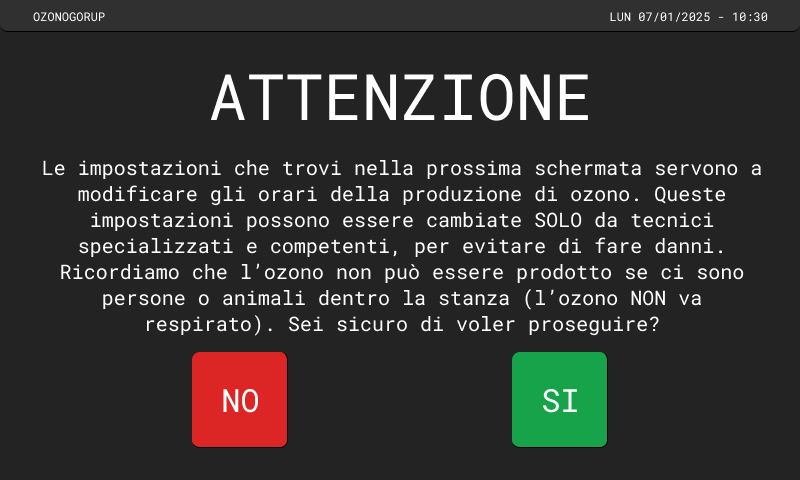 OZONOGORUP
LUN 07/01/2025 - 10:30
ATTENZIONE
Le impostazioni che trovi nella prossima schermata servono a
modificare gli orari della produzione di ozono. Queste
impostazioni possono essere cambiate SOLO da tecnici
specializzati e competenti, per evitare di fare danni.
Ricordiamo che l’ozono non può essere prodotto se ci sono
persone o animali dentro la stanza (l’ozono NON va
respirato). Sei sicuro di voler proseguire?
NO
SI